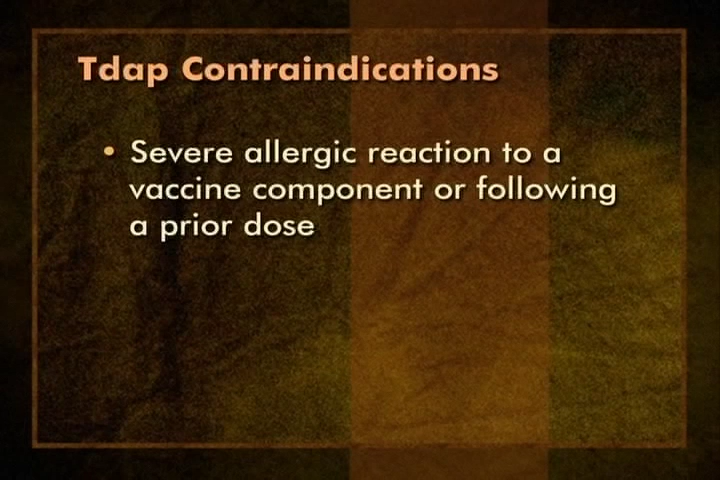 Tdap Contraindications
• Severe allergic reaction to a
vaccine component or following
a prior dose